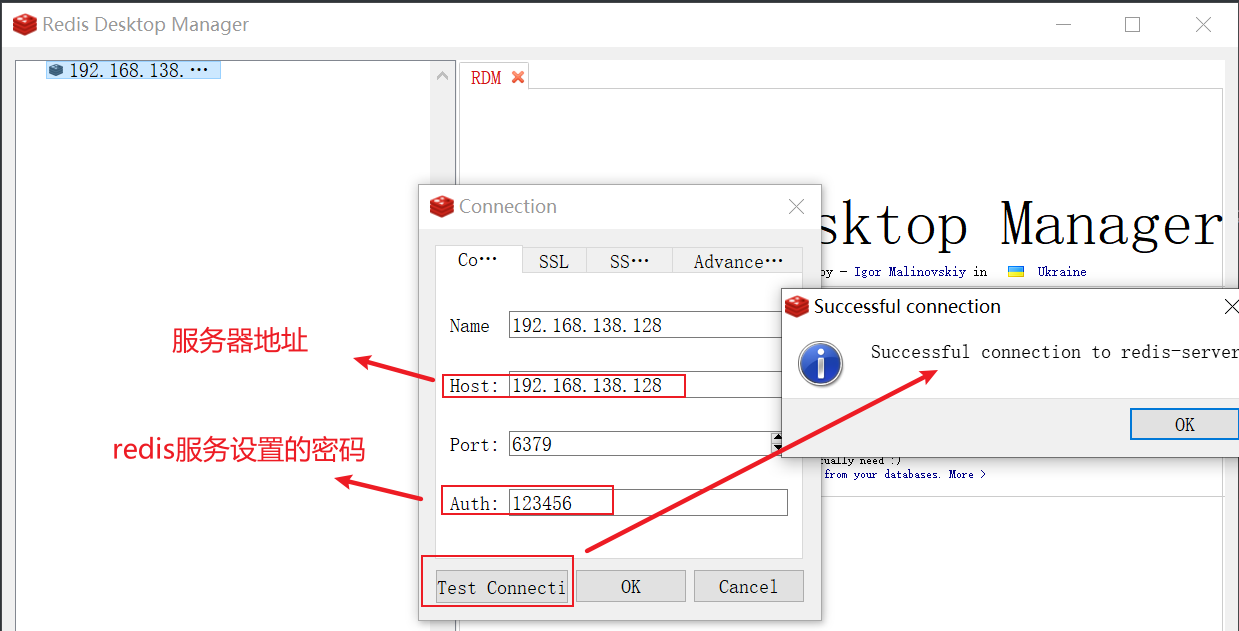 Redis Desktop Manager
192.168.138.···
RDM
Connection
sktop Manager
Co···
SSL
SS···
Advance···
by - Igor Malinovskiy in Ukraine
Successful connection
Name
192.168.138.128
服务器地址
Successful connection to redis-server
Host:
192.168.138.128
OK
Port:
6379
redis服务设置的密码
ually need :)
from your databases. More >
Auth:
123456
Test Connecti
OK
Cancel